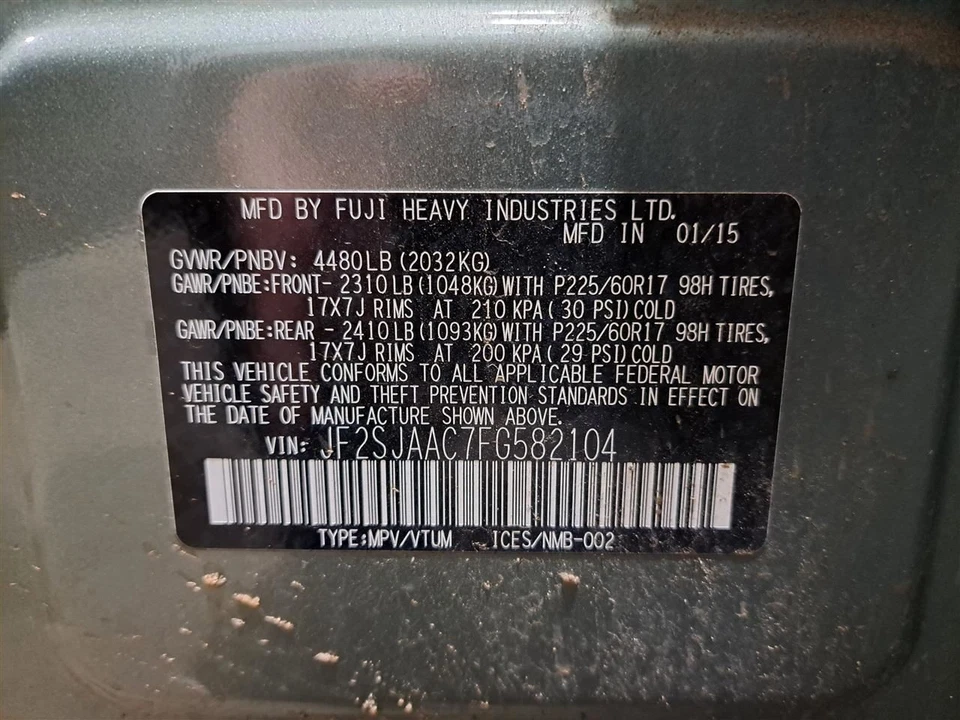 MFD BY FUJI HEAVY INDUSTRIES LTD.
MFD IN 01/15
GVWR/PNBV: 4480LB(2032KG)
GAWR/PNBE:FRONT- 2310LB(1048KG)WITH P225/60R17 98H TIRES,
17X7J RIMS AT 210 KPA( 30 PSI)COLD
GAWR/PNBE:REAR - 2410LB(1093KG)WITH P225/60R17 98H TIRES,
17X7J RIMS AT 200 KPA( 29 PSI)COLD
THIS VEHICLE CONFORMS TO ALL APPLICABLE FEDERAL MOTOR
VEHICLE SAFETY AND THEFT PREVENTION STANDARDS IN EFFECT ON
THE DATE OF MANUFACTURE SHOWN ABOVE.
VIN: JF2SJAAC7FG582104
TYPE:MPV/VTUM ICES/NMB-002